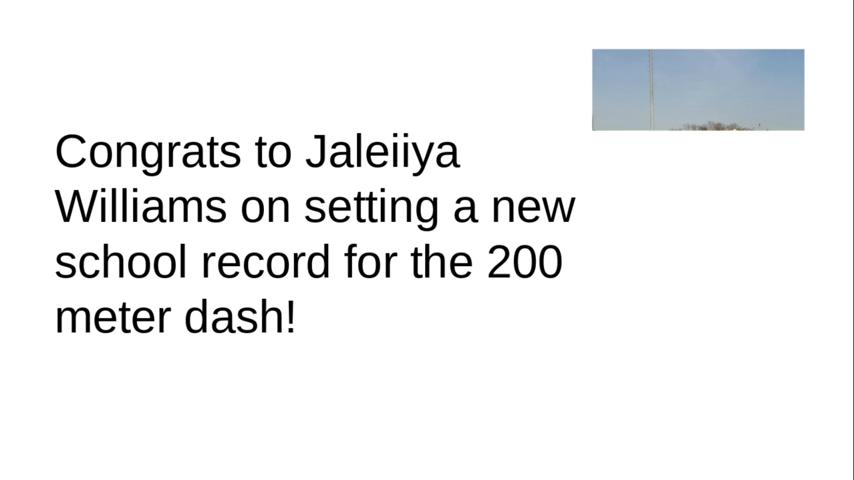 Congrats to Jaleiiya
Williams on setting a new
school record for the 200
meter dash!